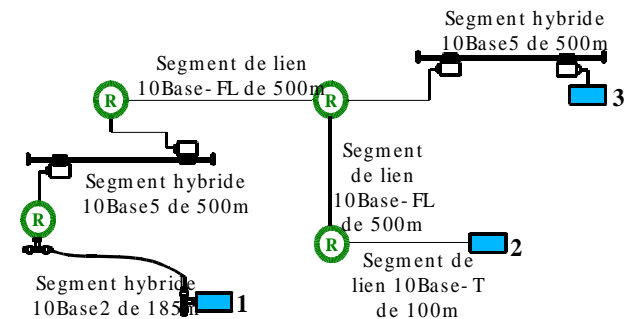 Segment hybride
10Base5 de 500m
Segment de lien
10Base-FL de 500m
R
R
3
Segment
de lien
10Base-FL
de 500m
Segment hybride
10Base5 de 500m
R
R
2
Segment de
lien 10Base-T
de 100m
Segment hybride
10Base2 de 185m
1